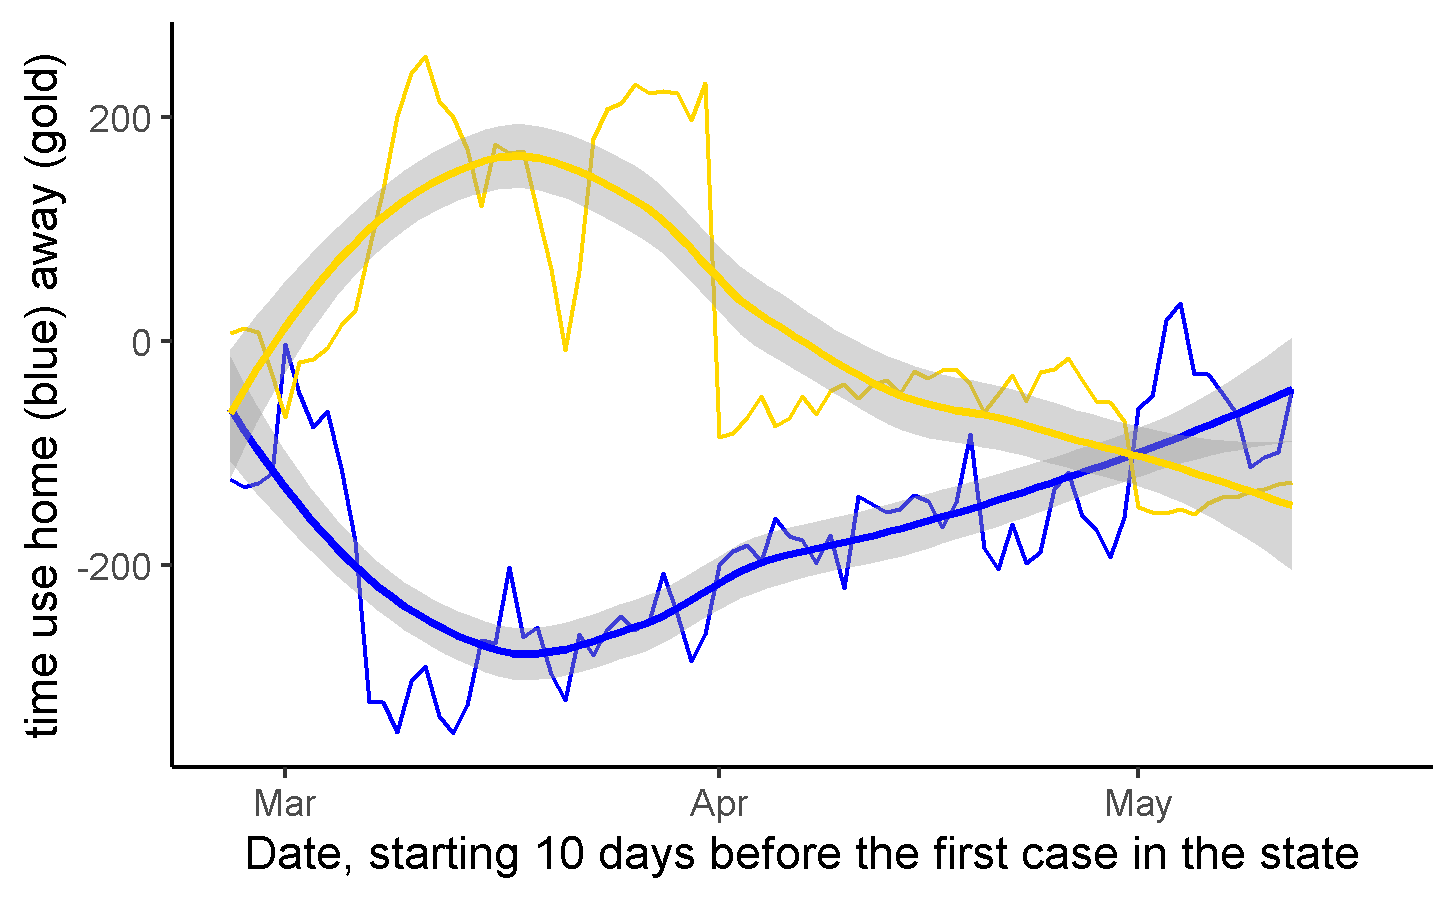 time use home (blue) away (gold)
200
0
-200
Mar Apr May
Date, starting 10 days before the first case in the state